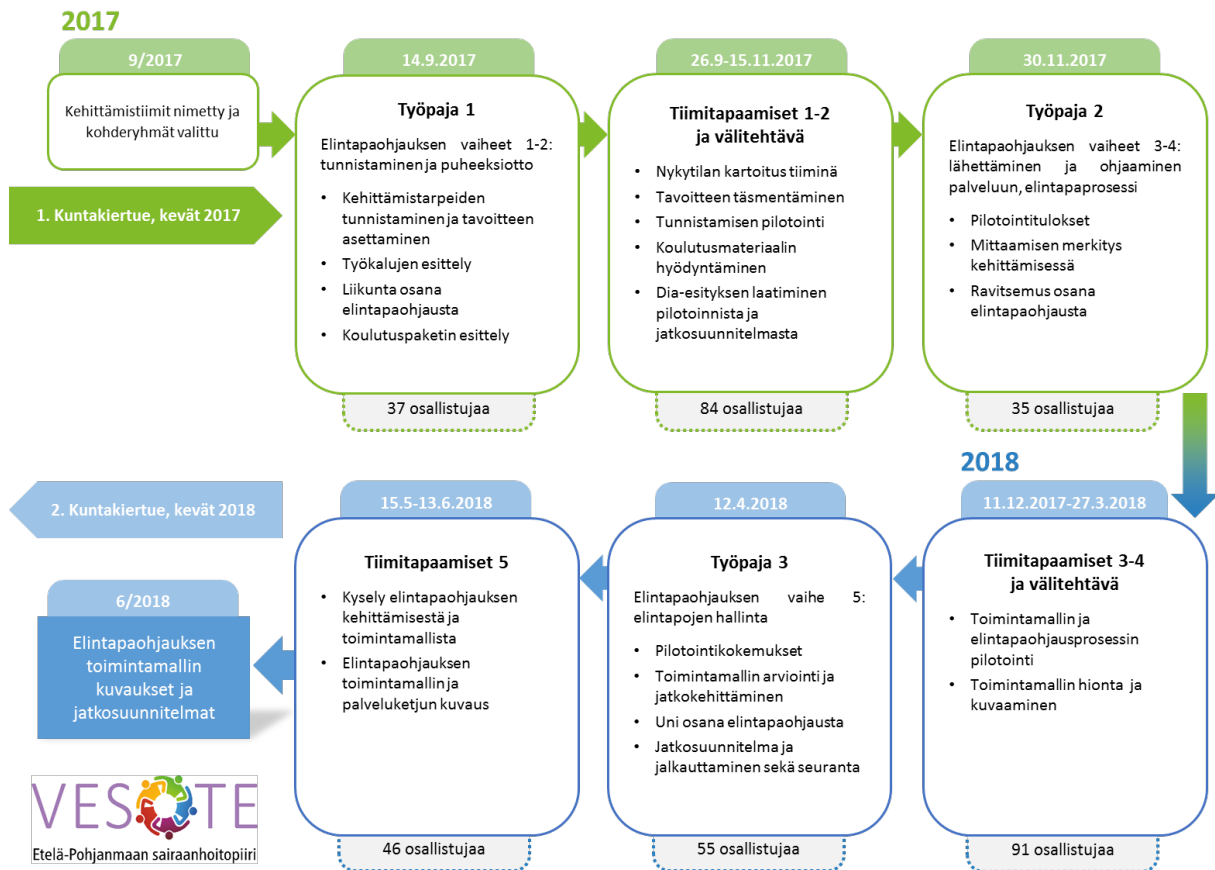 2017
9/2017
Kehittämistiimit nimetty ja
kohderyhmät valittu
1. Kuntakiertue, kevät 2017
14.9.2017
Työpaja 1
Elintapaohjauksen vaiheet 1-2:
tunnistaminen ja puheeksiotto
• Kehittämistarpeiden
tunnistaminen ja tavoitteen
asettaminen
• Työkalujen esittely
• Liikunta osana
elintapaohjausta
• Koulutuspaketin esittely
37 osallistujaa
26.9-15.11.2017
Tiimitapaamiset 1-2
ja välitehtävä
• Nykytilan kartoitus tiiminä
• Tavoitteen täsmentäminen
• Tunnistamisen pilotointi
• Koulutusmateriaalin
hyödyntäminen
• Dia-esityksen laatiminen
pilotoinnista ja
jatkosuunnitelmasta
84 osallistujaa
30.11.2017
Työpaja 2
Elintapaohjauksen vaiheet 3-4:
lähettäminen ja ohjaaminen
palveluun, elintapaprosessi
• Pilotointitulokset
• Mittaamisen merkitys
kehittämisessä
• Ravitsemus osana
elintapaohjausta
35 osallistujaa
2018
11.12.2017-27.3.2018
Tiimitapaamiset 3-4
ja välitehtävä
• Toimintamallin ja
elintapaohjausprosessin
pilotointi
• Toimintamallin hionta ja
kuvaaminen
91 osallistujaa
12.4.2018
Työpaja 3
Elintapaohjauksen vaihe 5:
elintapojen hallinta
• Pilotointikokemukset
• Toimintamallin arviointi ja
jatkokehittäminen
• Uni osana elintapaohjausta
• Jatkosuunnitelma ja
jalkauttaminen sekä seuranta
55 osallistujaa
15.5-13.6.2018
Tiimitapaamiset 5
• Kysely elintapaohjauksen
kehittämisestä ja
toimintamallista
• Elintapaohjauksen
toimintamallin ja
palveluketjun kuvaus
46 osallistujaa
2. Kuntakiertue, kevät 2018
6/2018
Elintapaohjauksen
toimintamallin
kuvaukset ja
jatkosuunnitelmat
VESOTE
Etelä-Pohjanmaan sairaanhoitopiiri